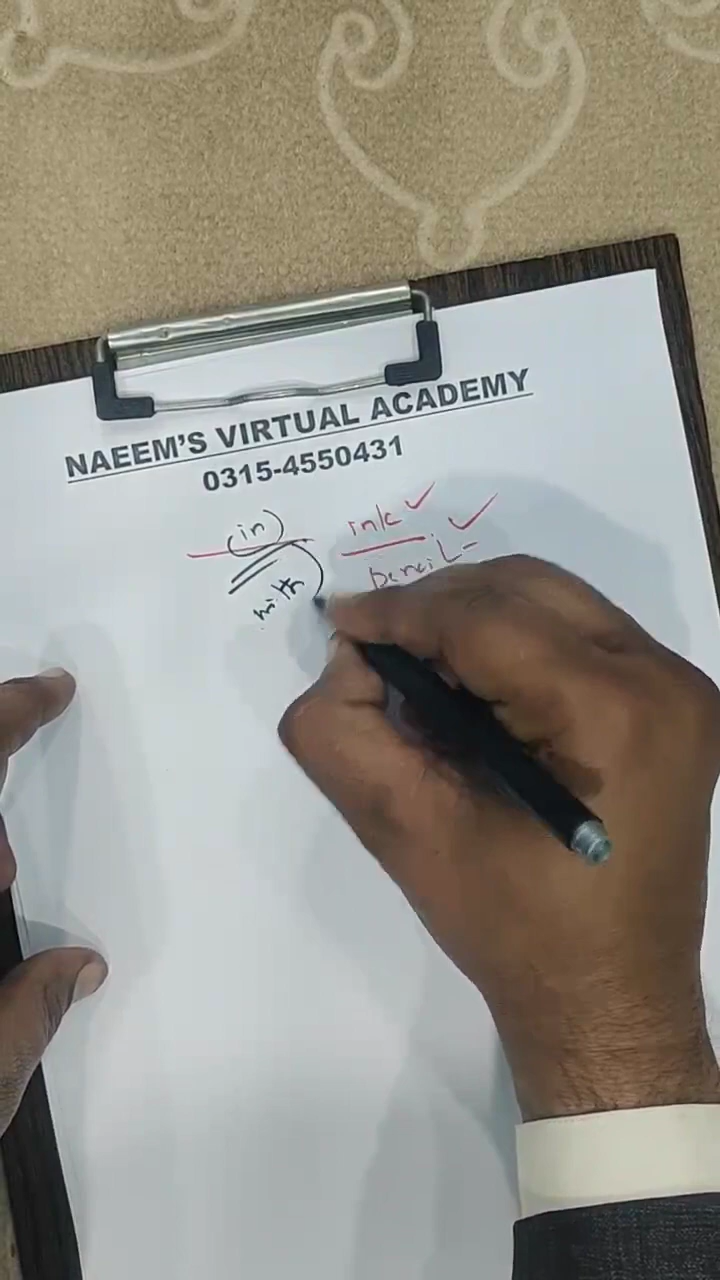 NAEEM'S VIRTUAL ACADEMY
0315-4550431
(in) ink ✓
with pencil ✓